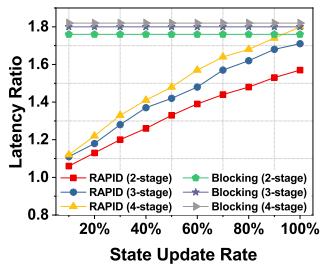 1.8
1.6
1.4
1.2
1.0
0.8
Latency Ratio
RAPID (2-stage) Blocking (2-stage)
RAPID (3-stage) Blocking (3-stage)
RAPID (4-stage) Blocking (4-stage)
20% 40% 60% 80% 100%
State Update Rate